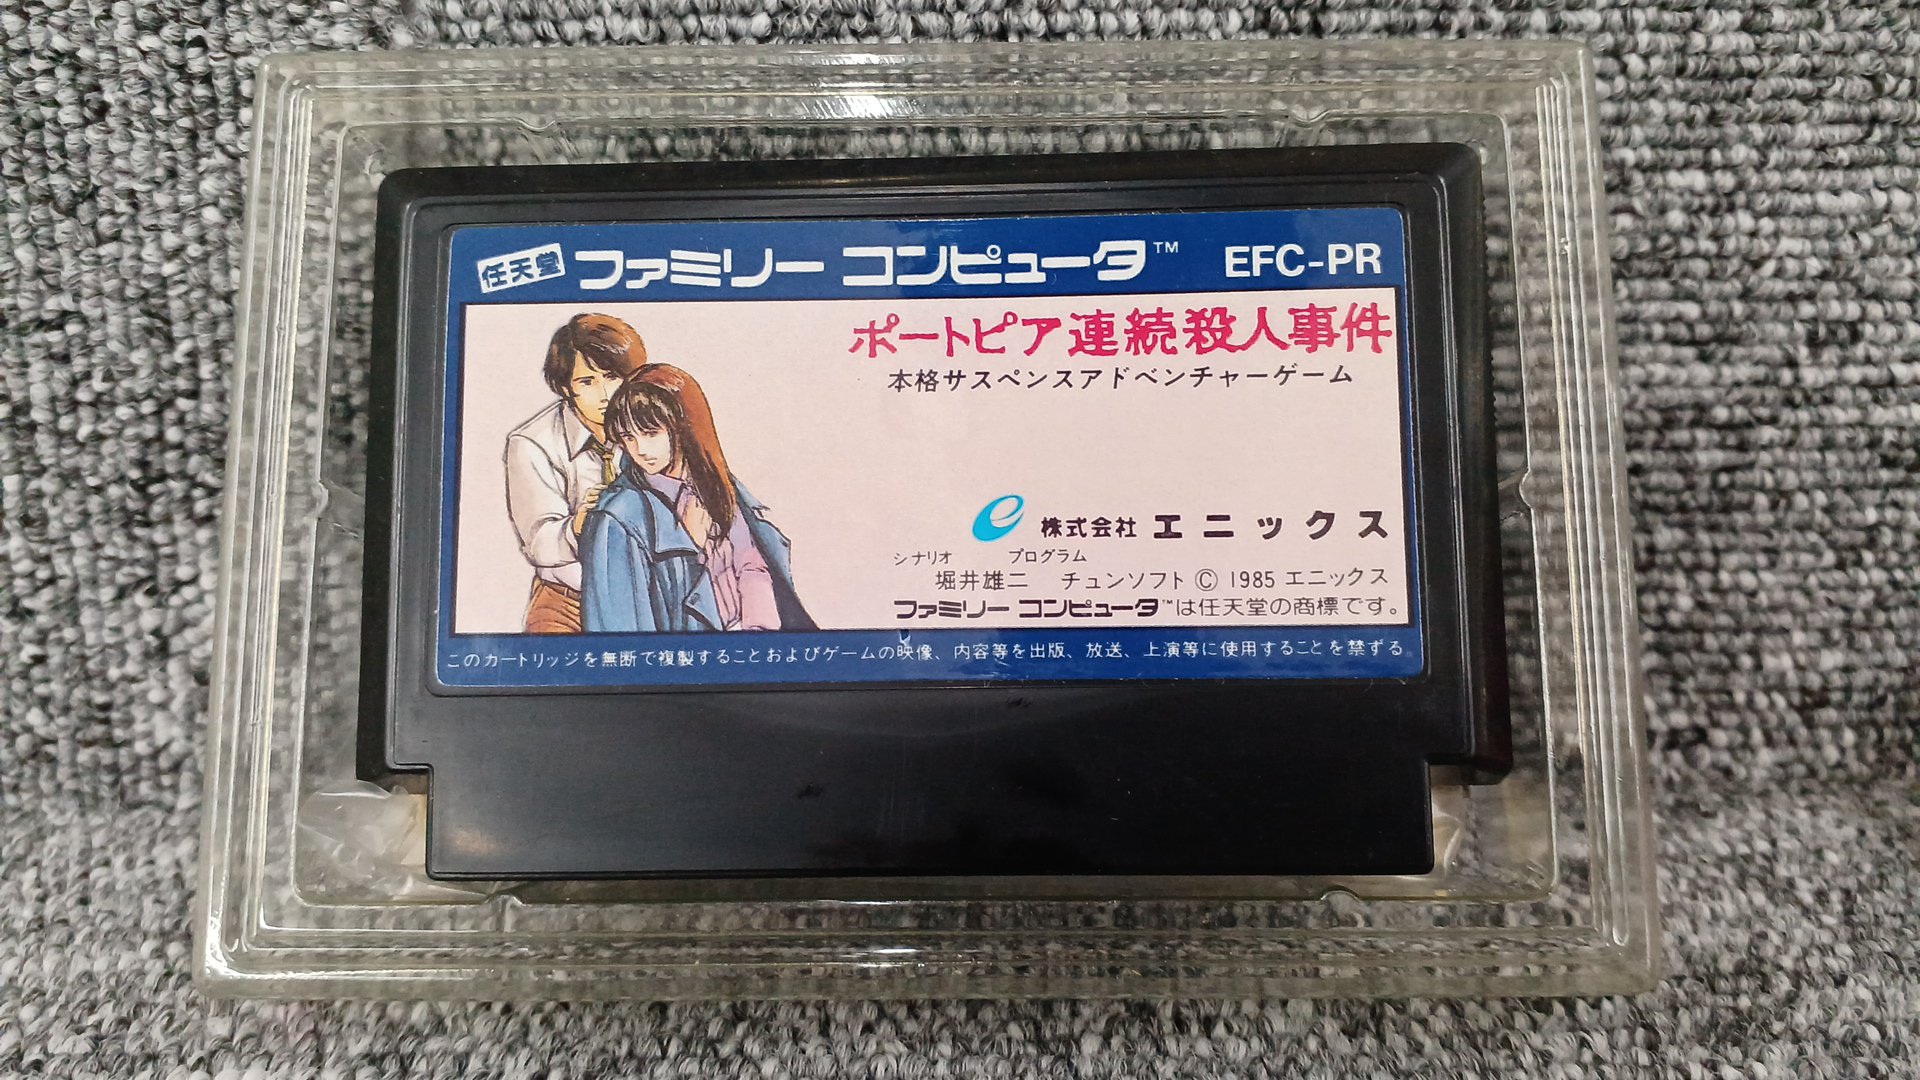 任天堂 ファミリー コンピュータ™ EFC-PR
ポートピア連続殺人事件
本格サスペンスアドベンチャーゲーム
e 株式会社 エニックス
シナリオ プログラム
堀井雄二 チュンソフト © 1985 エニックス
ファミリー コンピュータ™は任天堂の商標です。
このカートリッジを無断で複製することおよびゲームの映像、内容等を出版、放送、上演等に使用することを禁ずる。